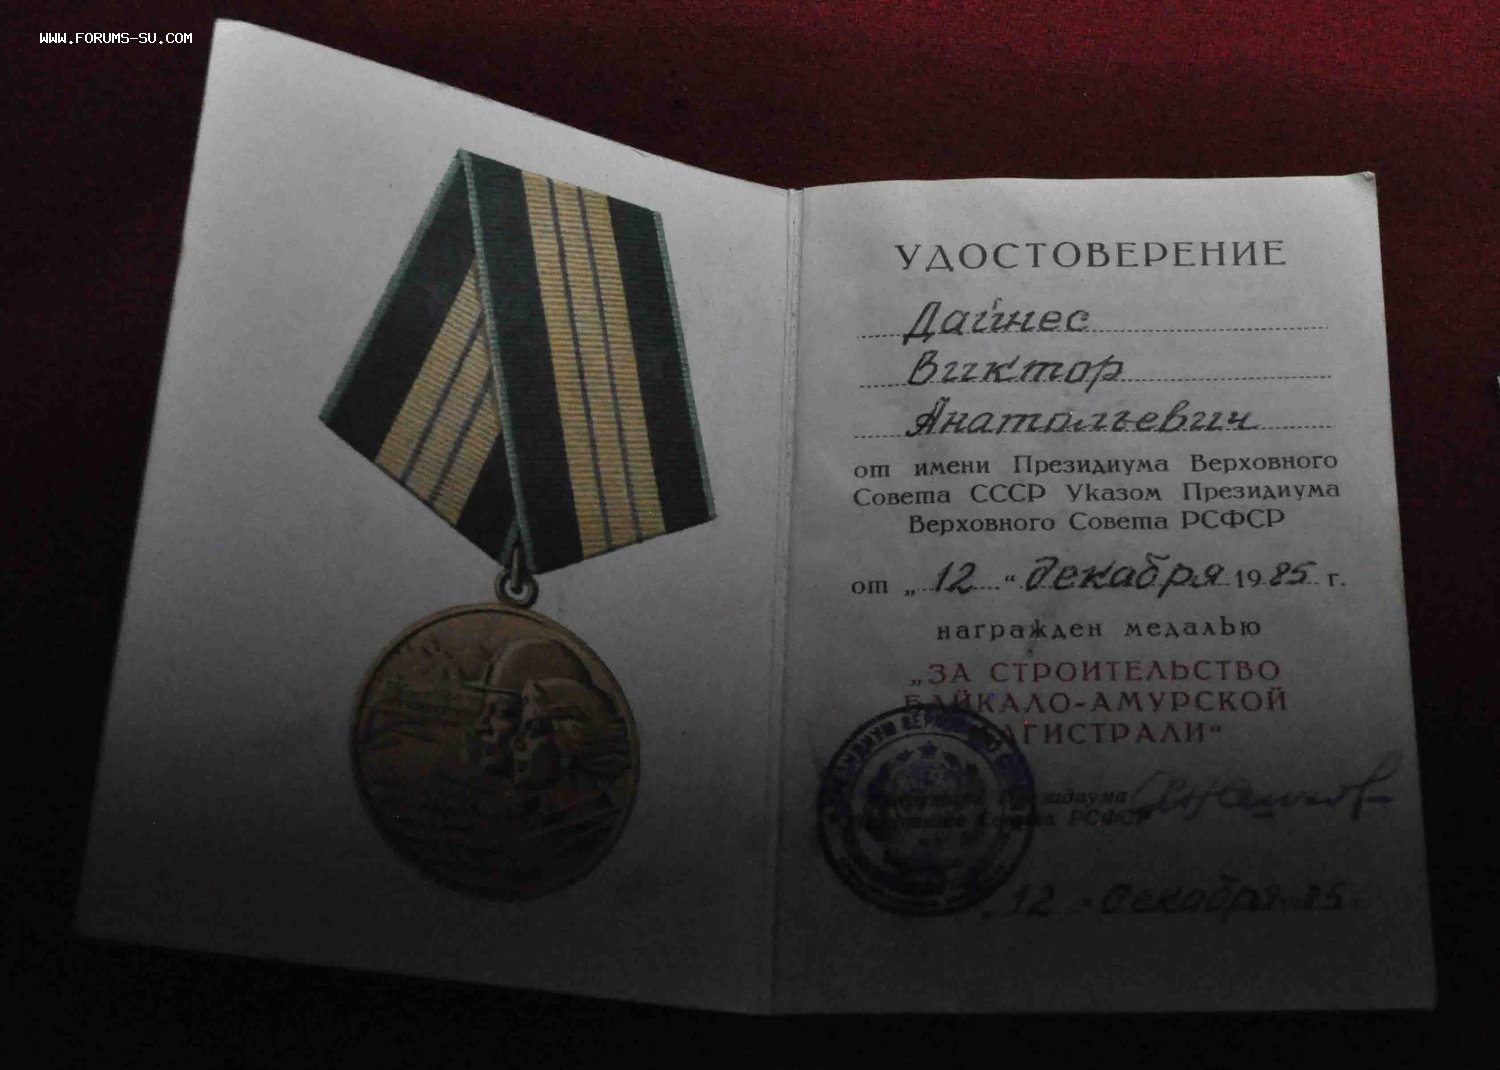 WWW.FORUMS-SU.COM
УДОСТОВЕРЕНИЕ
Дайнес
Виктор
Анатольевич
от имени Президиума Верховного
Совета СССР Указом Президиума
Верховного Совета РСФСР
от „ 12 “ декабря 1985 г.
награжден медалью
„ЗА СТРОИТЕЛЬСТВО
БАЙКАЛО-АМУРСКОЙ
МАГИСТРАЛИ“
Президиума
Совета РСФСР
12 декабря 85